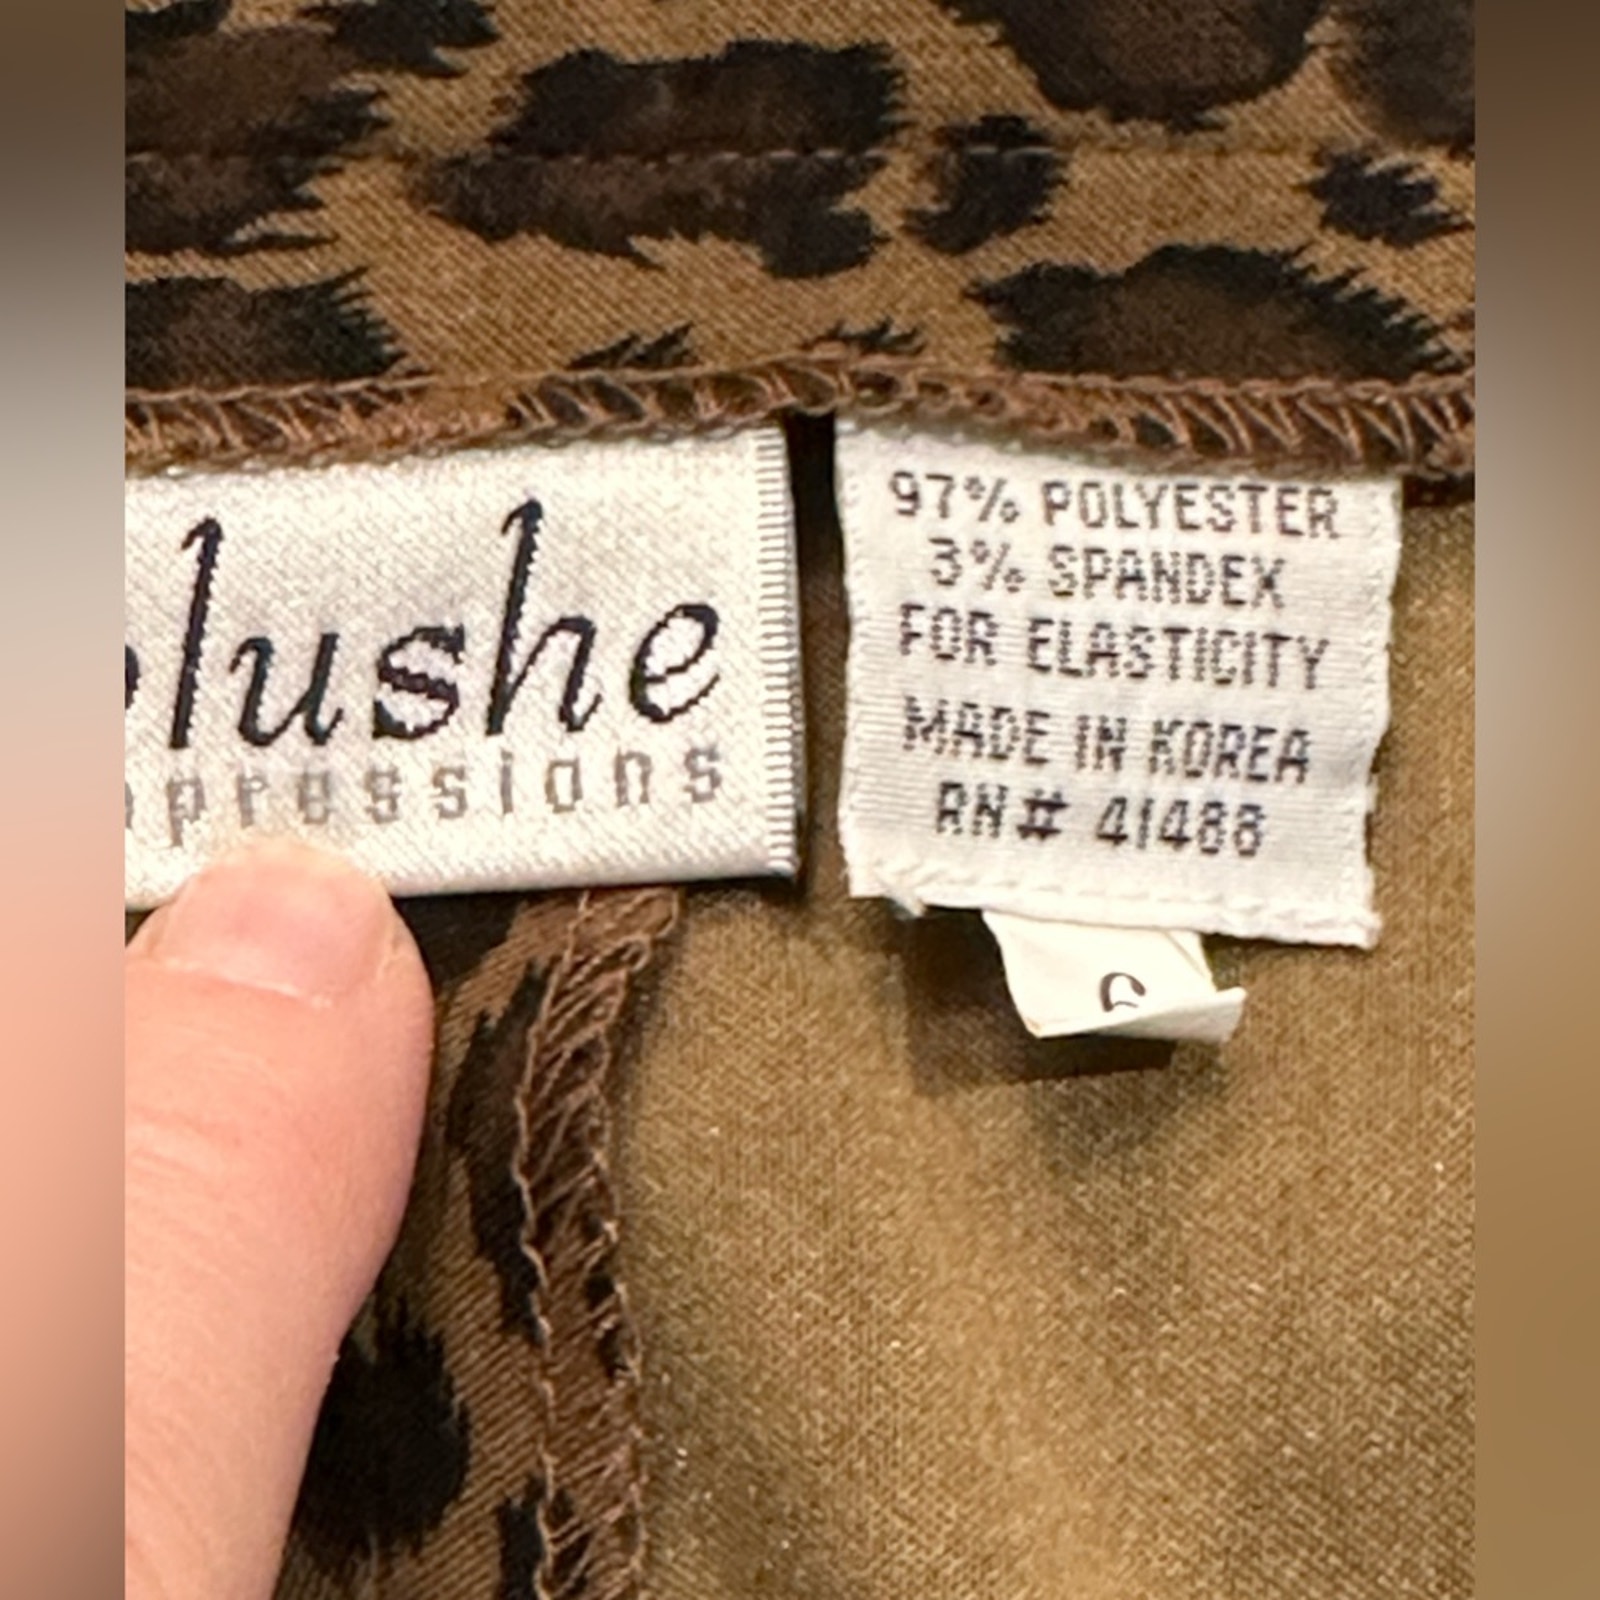 lushe
pressions
97% POLYESTER
3% SPANDEX
FOR ELASTICITY
MADE IN KOREA
RN# 41488